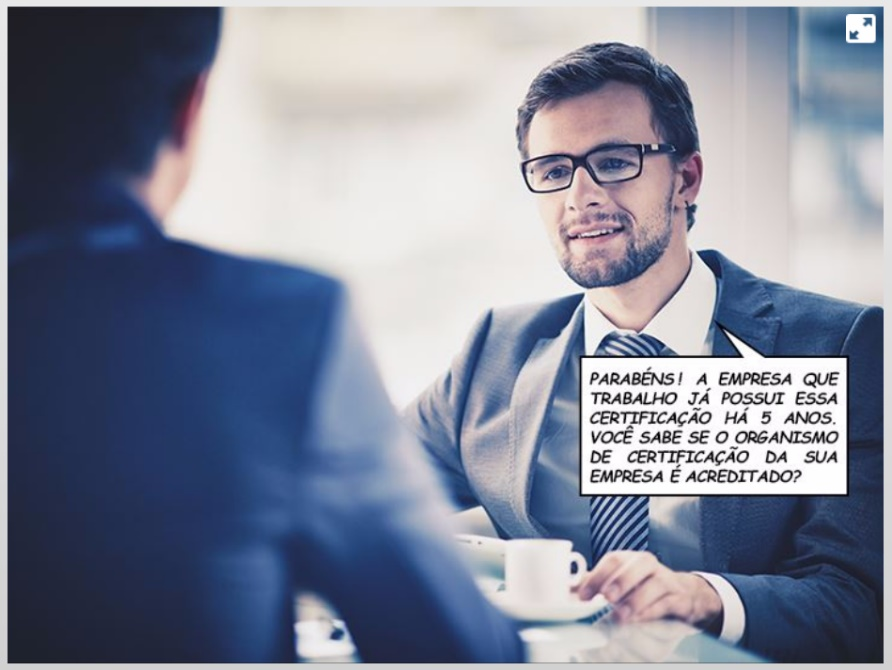 PARABÉNS! A EMPRESA QUE
TRABALHO JÁ POSSUI ESSA
CERTIFICAÇÃO HÁ 5 ANOS.
VOCÊ SABE SE O ORGANISMO
DE CERTIFICAÇÃO DA SUA
EMPRESA É ACREDITADO?